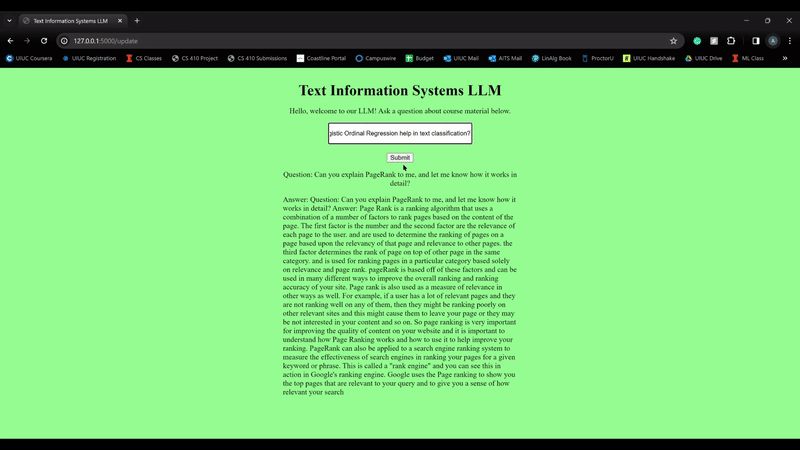 Text Information Systems LLM
127.0.0.1:5000/update
UIUC Coursera
UIUC Registration
CS Classes
CS 410 Project
CS 410 Submissions
Coastline Portal
Campuswire
Budget
UIUC Mail
AITS Mail
LinAlg Book
ProctorU
UIUC Handshake
UIUC Drive
ML Class
Text Information Systems LLM
Hello, welcome to our LLM! Ask a question about course material below.
gistic Ordinal Regression help in text classification?
Submit
Question: Can you explain PageRank to me, and let me know how it works in
detail?
Answer: Question: Can you explain PageRank to me, and let me know how it
works in detail? Answer: Page Rank is a ranking algorithm that uses a
combination of a number of factors to rank pages based on the content of the
page. The first factor is the number and the second factor are the relevance of
each page to the user. and are used to determine the ranking of pages on a
page based upon the relevancy of that page and relevance to other pages. the
third factor determines the rank of page on top of other page in the same
category. and is used for ranking pages in a particular category based solely
on relevance and page rank. pageRank is based off of these factors and can be
used in many different ways to improve the overall ranking and ranking
accuracy of your site. Page rank is also used as a measure of relevance in
other ways as well. For example, if a user has a lot of relevant pages and they
are not ranking well on any of them, then they might be ranking poorly on
other relevant sites and this might cause them to leave your page or they may
be not interested in your content and so on. So page ranking is very important
for improving the quality of content on your website and it is important to
understand how Page Ranking works and how to use it to help improve your
ranking. PageRank can also be applied to a search engine ranking system to
measure the effectiveness of search engines in ranking your pages for a given
keyword or phrase. This is called a "rank engine" and you can see this in
action in Google's ranking engine. Google uses the Page ranking to show you
the top pages that are relevant to your query and to give you a sense of how
relevant your search